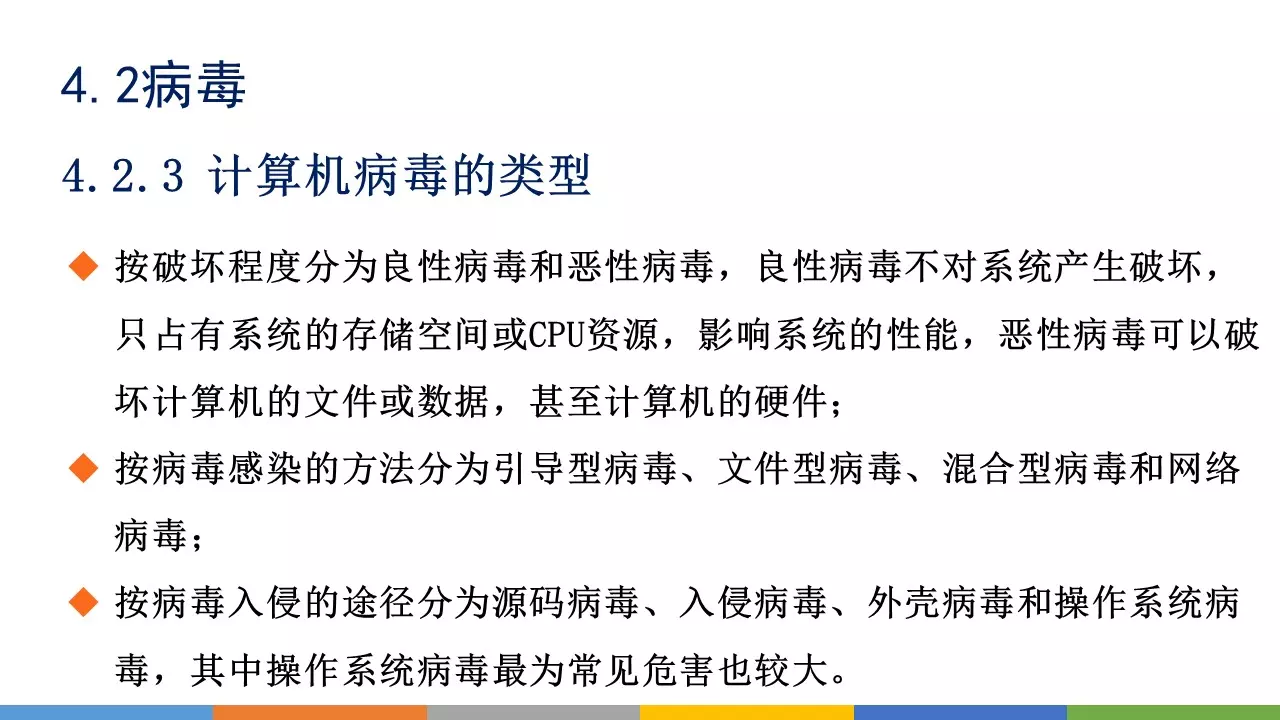 4.2病毒
4.2.3 计算机病毒的类型
按破坏程度分为良性病毒和恶性病毒，良性病毒不对系统产生破坏，
只占有系统的存储空间或CPU资源，影响系统的性能，恶性病毒可以破
坏计算机的文件或数据，甚至计算机的硬件；
按病毒感染的方法分为引导型病毒、文件型病毒、混合型病毒和网络
病毒；
按病毒入侵的途径分为源码病毒、入侵病毒、外壳病毒和操作系统病
毒，其中操作系统病毒最为常见危害也较大。